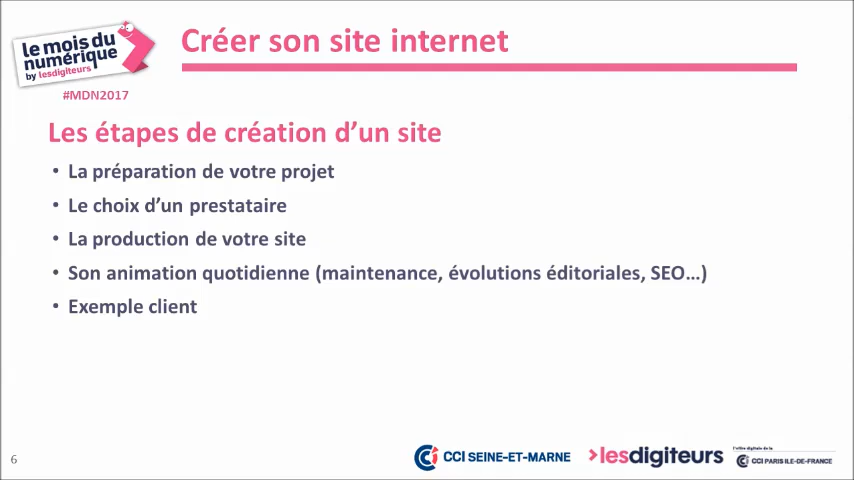 le mois du
numérique
by lesdigiteurs
#MDN2017
Créer son site internet
Les étapes de création d'un site
• La préparation de votre projet
• Le choix d'un prestataire
• La production de votre site
• Son animation quotidienne (maintenance, évolutions éditoriales, SEO…)
• Exemple client
6
CCI SEINE-ET-MARNE
lesdigiteurs
l'offre digitale de la
CCI PARIS ILE-DE-FRANCE